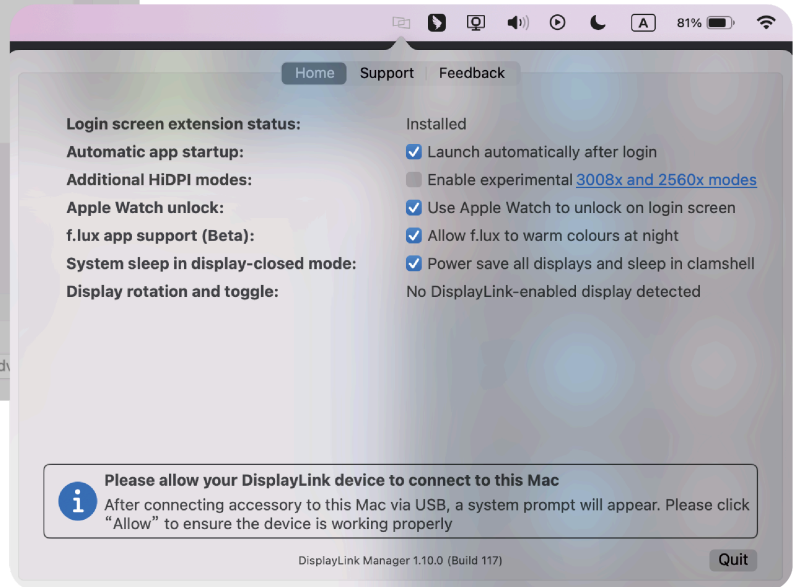 A
81%
Home Support Feedback
Login screen extension status: Installed
Automatic app startup: Launch automatically after login
Additional HiDPI modes: Enable experimental 3008x and 2560x modes
Apple Watch unlock: Use Apple Watch to unlock on login screen
f.lux app support (Beta): Allow f.lux to warm colours at night
System sleep in display-closed mode: Power save all displays and sleep in clamshell
Display rotation and toggle: No DisplayLink-enabled display detected
Please allow your DisplayLink device to connect to this Mac
After connecting accessory to this Mac via USB, a system prompt will appear. Please click
“Allow” to ensure the device is working properly
DisplayLink Manager 1.10.0 (Build 117)
Quit